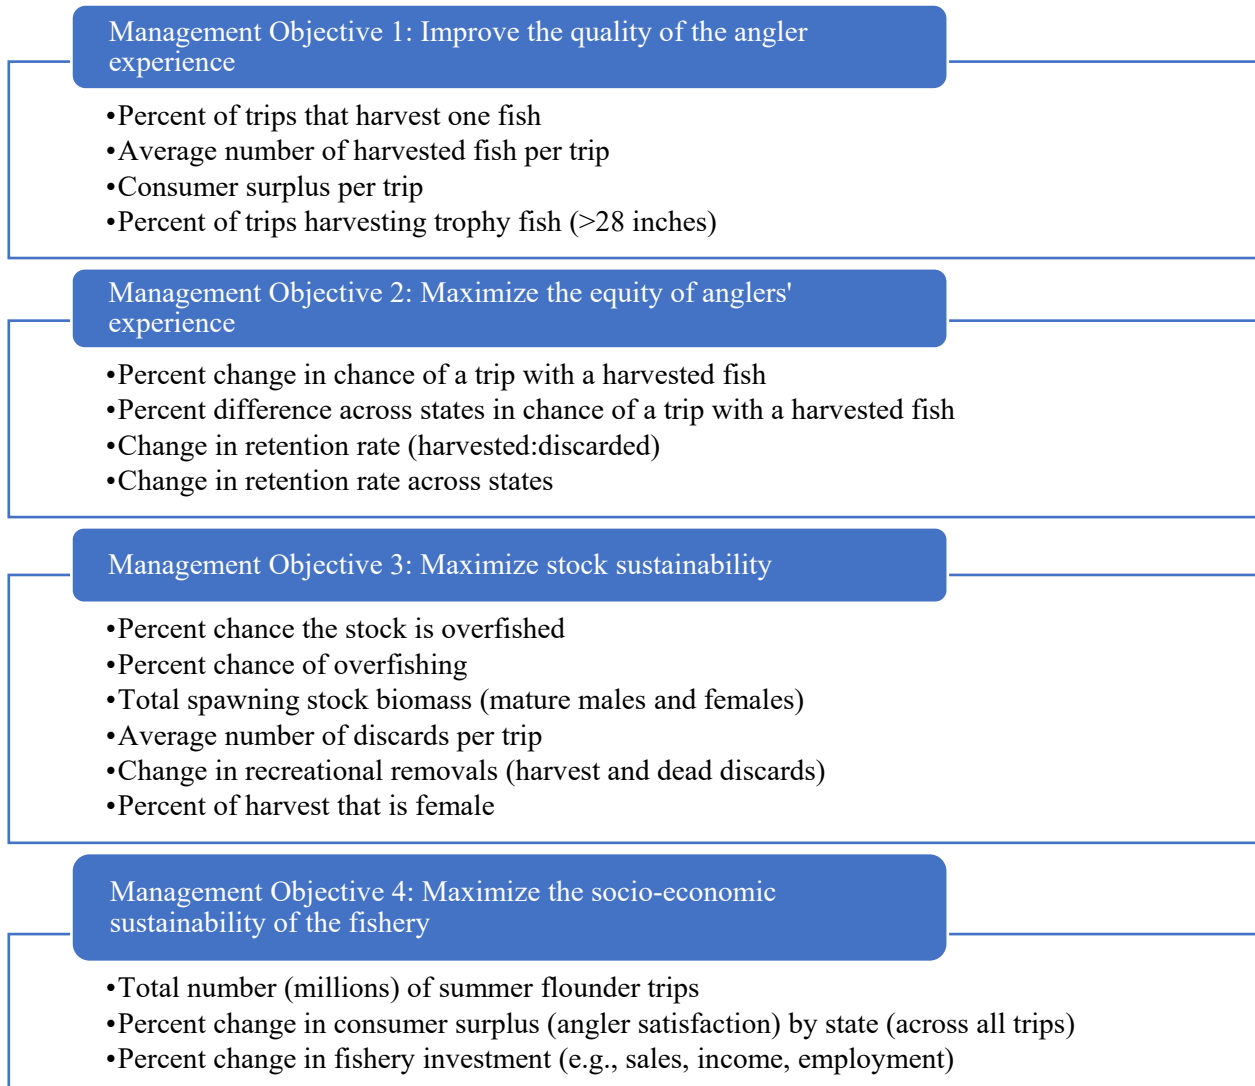 Management Objective 1: Improve the quality of the angler
experience
•Percent of trips that harvest one fish
•Average number of harvested fish per trip
•Consumer surplus per trip
•Percent of trips harvesting trophy fish (>28 inches)
Management Objective 2: Maximize the equity of anglers'
experience
•Percent change in chance of a trip with a harvested fish
•Percent difference across states in chance of a trip with a harvested fish
•Change in retention rate (harvested:discarded)
•Change in retention rate across states
Management Objective 3: Maximize stock sustainability
•Percent chance the stock is overfished
•Percent chance of overfishing
•Total spawning stock biomass (mature males and females)
•Average number of discards per trip
•Change in recreational removals (harvest and dead discards)
•Percent of harvest that is female
Management Objective 4: Maximize the socio-economic
sustainability of the fishery
•Total number (millions) of summer flounder trips
•Percent change in consumer surplus (angler satisfaction) by state (across all trips)
•Percent change in fishery investment (e.g., sales, income, employment)